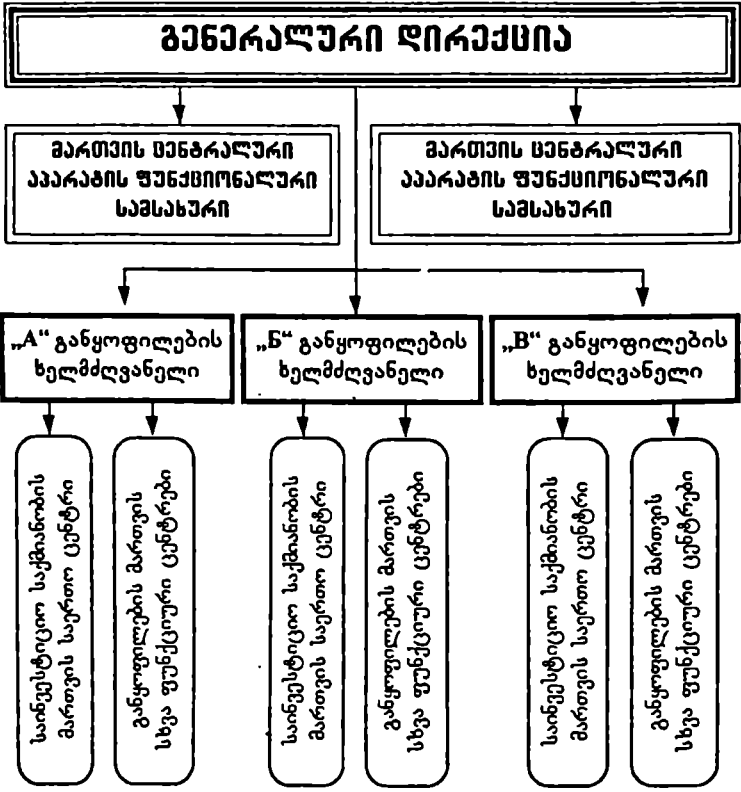 გენერალური დირექცია
მართვის ცენტრალური
აპარატის ფუნქციონალური
სამსახური
მართვის ცენტრალური
აპარატის ფუნქციონალური
სამსახური
„А“ განყოფილების
ხელმძღვანელი
„Б“ განყოფილების
ხელმძღვანელი
„В“ განყოფილების
ხელმძღვანელი
საინვესტიციო საქმიანობის
მართვის საერთო ცენტრი
განყოფილების მართვის
სხვა ფუნქციური ცენტრები
საინვესტიციო საქმიანობის
მართვის საერთო ცენტრი
განყოფილების მართვის
სხვა ფუნქციური ცენტრები
საინვესტიციო საქმიანობის
მართვის საერთო ცენტრი
განყოფილების მართვის
სხვა ფუნქციური ცენტრები